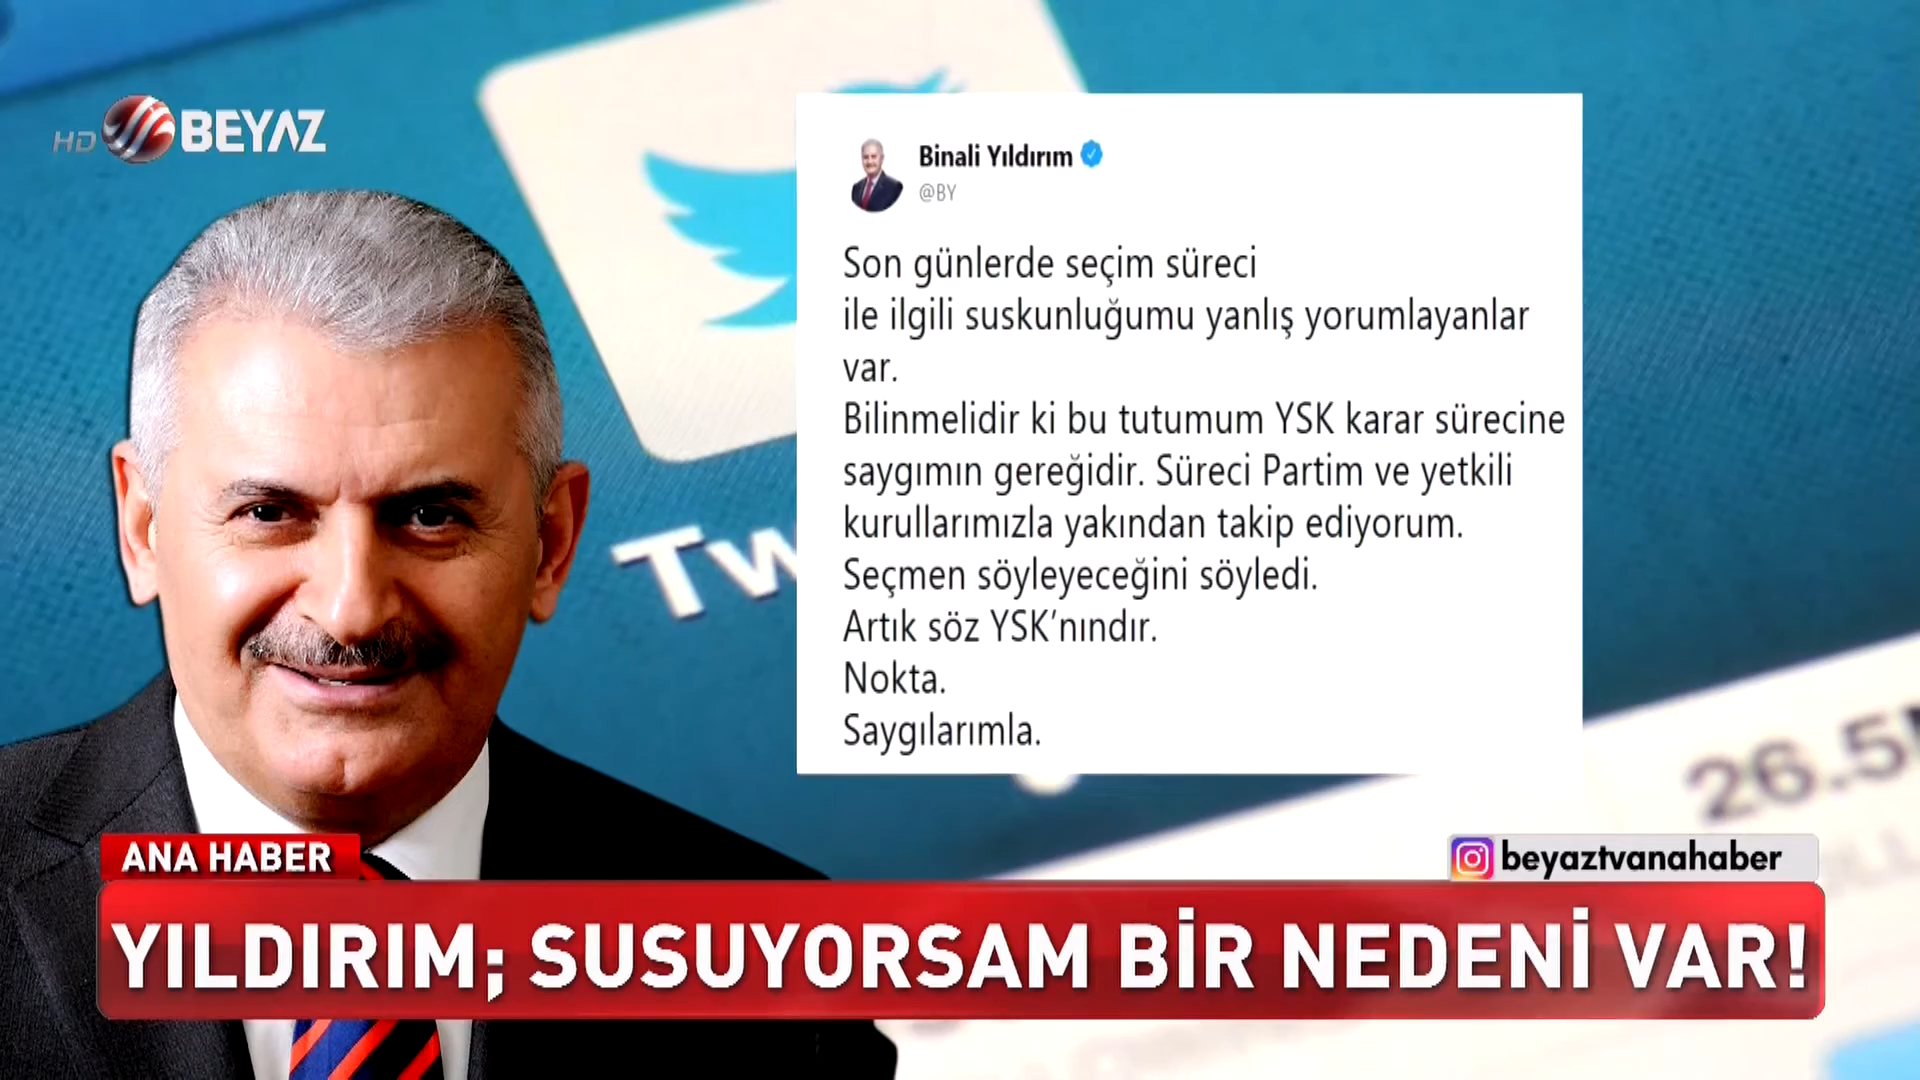 HD BEYAZ
Binali Yıldırım
@BY
Son günlerde seçim süreci
ile ilgili suskunluğumu yanlış yorumlayanlar
var.
Bilinmelidir ki bu tutumum YSK karar sürecine
saygımın gereğidir. Süreci Partim ve yetkili
kurullarımızla yakından takip ediyorum.
Seçmen söyleyeceğini söyledi.
Artık söz YSK’nındır.
Nokta.
Saygılarımla.
Tw
26.5
ANA HABER
beyaztvanahaber
YILDIRIM; SUSUYORSAM BİR NEDENİ VAR!